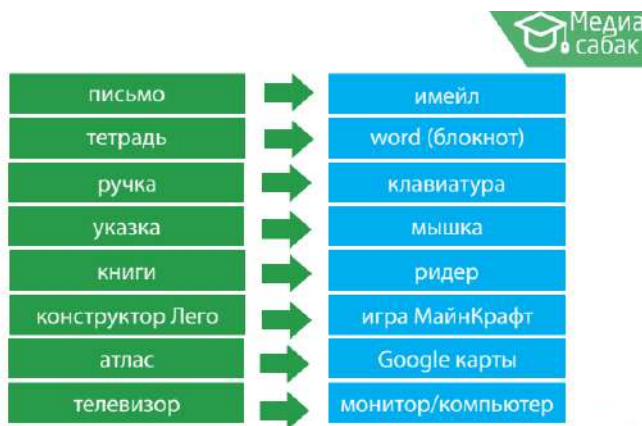 Медиа
сабак
письмо имейл
тетрадь word (блокнот)
ручка клавиатура
указка мышка
книги ридер
конструктор Лего игра МайнКрафт
атлас Google карты
телевизор монитор/компьютер